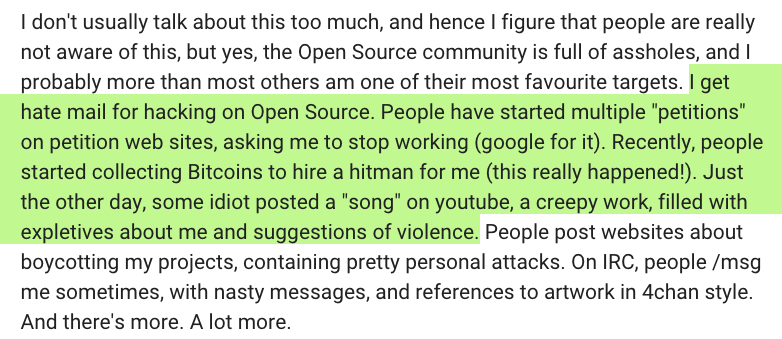 I don't usually talk about this too much, and hence I figure that people are really
not aware of this, but yes, the Open Source community is full of assholes, and I
probably more than most others am one of their most favourite targets. I get
hate mail for hacking on Open Source. People have started multiple "petitions"
on petition web sites, asking me to stop working (google for it). Recently, people
started collecting Bitcoins to hire a hitman for me (this really happened!). Just
the other day, some idiot posted a "song" on youtube, a creepy work, filled with
expletives about me and suggestions of violence. People post websites about
boycotting my projects, containing pretty personal attacks. On IRC, people /msg
me sometimes, with nasty messages, and references to artwork in 4chan style.
And there's more. A lot more.